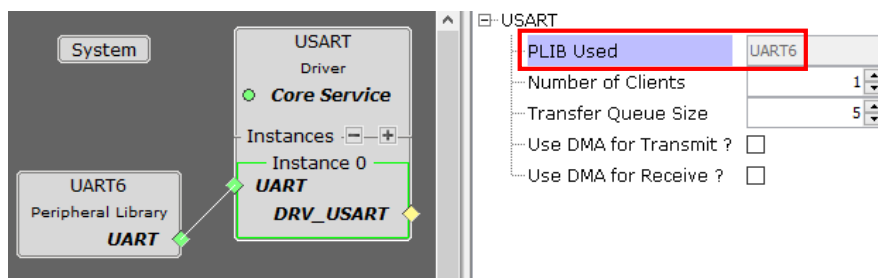 System
USART
Driver
Core Service
Instances
Instance 0
UART
DRV_USART
UART6
Peripheral Library
UART
USART
PLIB Used UART6
Number of Clients 1
Transfer Queue Size 5
Use DMA for Transmit ?
Use DMA for Receive ?